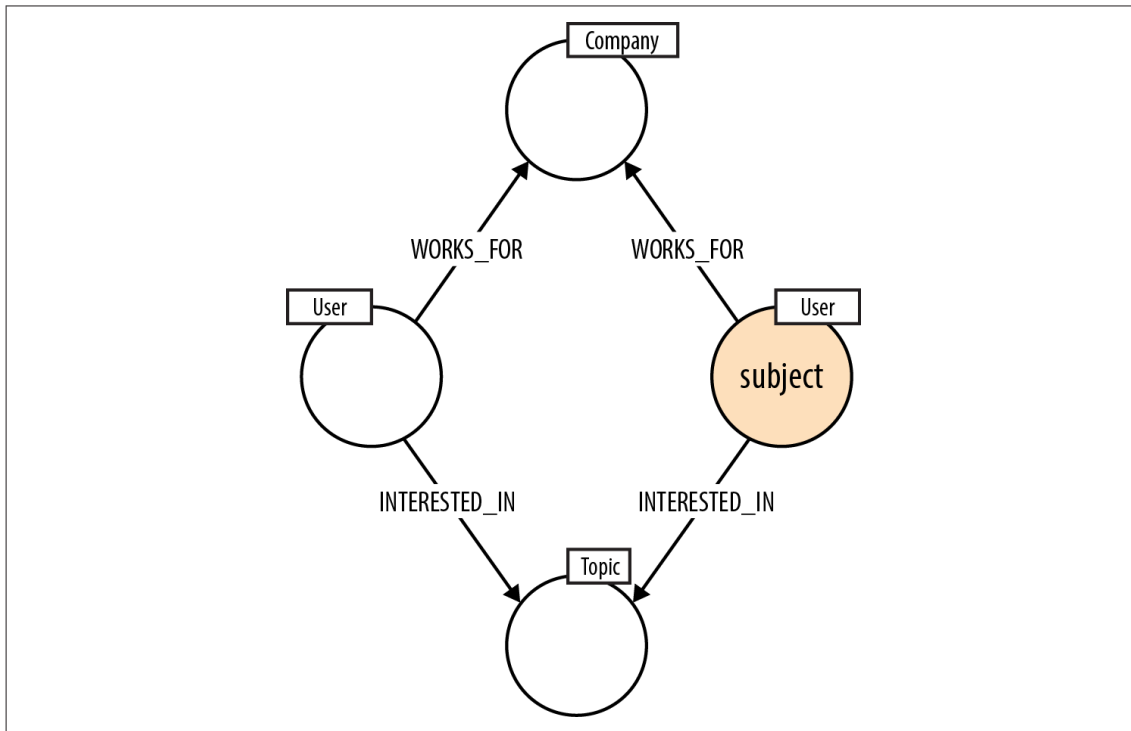 Company
WORKS_FOR
WORKS_FOR
User
User
subject
INTERESTED_IN
INTERESTED_IN
Topic